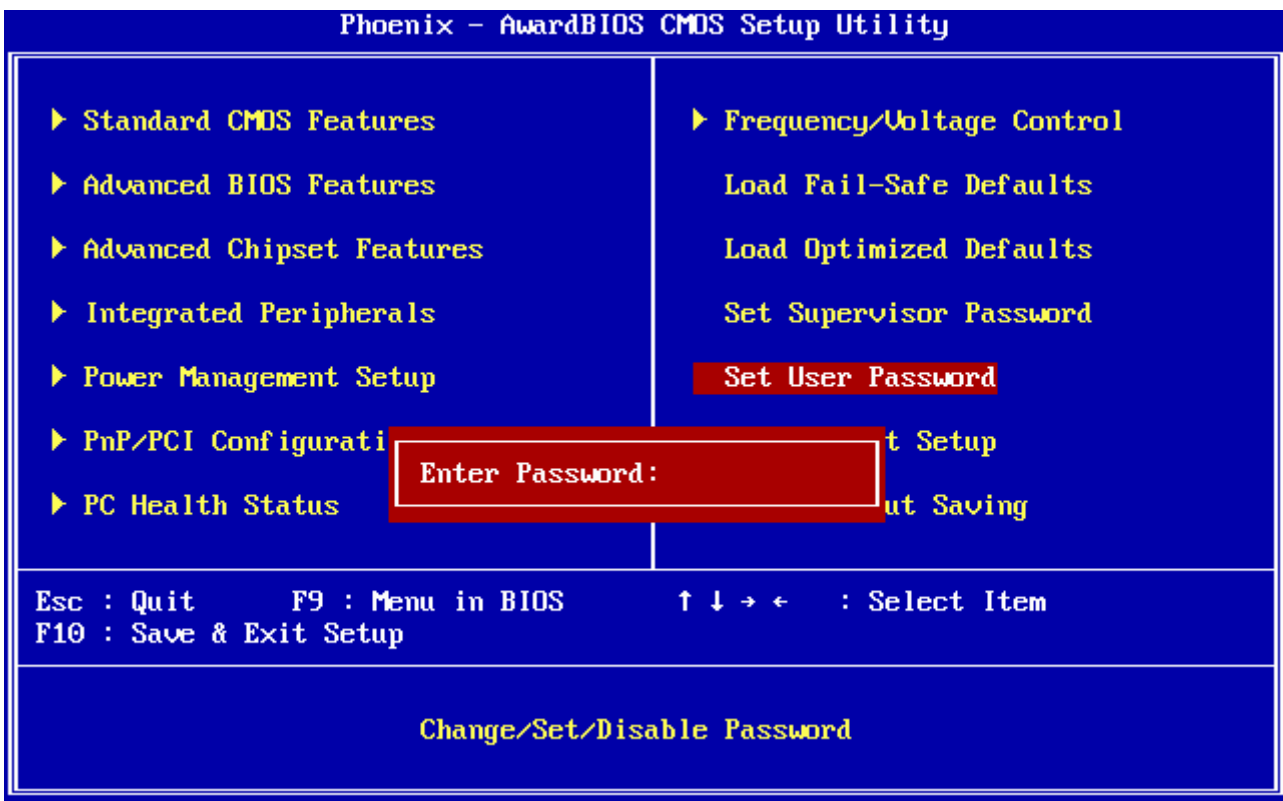 Phoenix - AwardBIOS CMOS Setup Utility
Standard CMOS Features
Advanced BIOS Features
Advanced Chipset Features
Integrated Peripherals
Power Management Setup
PnP/PCI Configurati
PC Health Status
Frequency/Voltage Control
Load Fail-Safe Defaults
Load Optimized Defaults
Set Supervisor Password
Set User Password
t Setup
ut Saving
Enter Password:
Esc : Quit F9 : Menu in BIOS ↑ ↓ → ← : Select Item
F10 : Save & Exit Setup
Change/Set/Disable Password